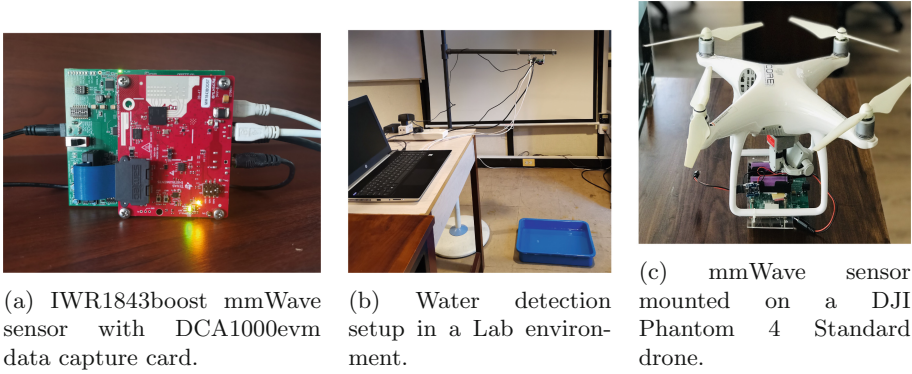 (a) IWR1843boost mmWave
sensor with DCA1000evm
data capture card.
(b) Water detection
setup in a Lab environ-
ment.
(c) mmWave sensor
mounted on a DJI
Phantom 4 Standard
drone.